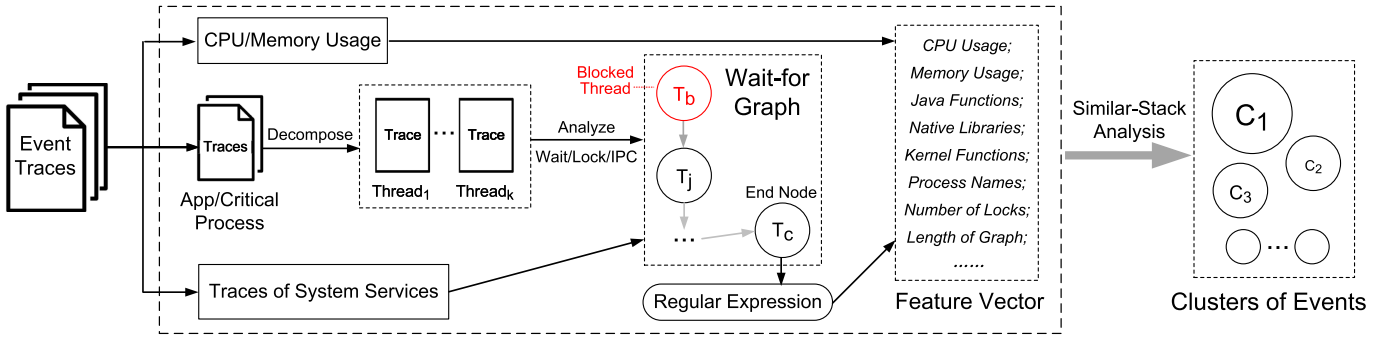 Event
Traces
CPU/Memory Usage
Traces
App/Critical
Process
Decompose
Trace
...
Trace
Thread1
Threadk
Analyze
Wait/Lock/IPC
Traces of System Services
Blocked
Thread
Tb
Wait-for
Graph
Tj
...
End Node
Tc
Regular Expression
CPU Usage;
Memory Usage;
Java Functions;
Native Libraries;
Kernel Functions;
Process Names;
Number of Locks;
Length of Graph;
......
Feature Vector
Similar-Stack
Analysis
C1
C2
C3
...
Clusters of Events